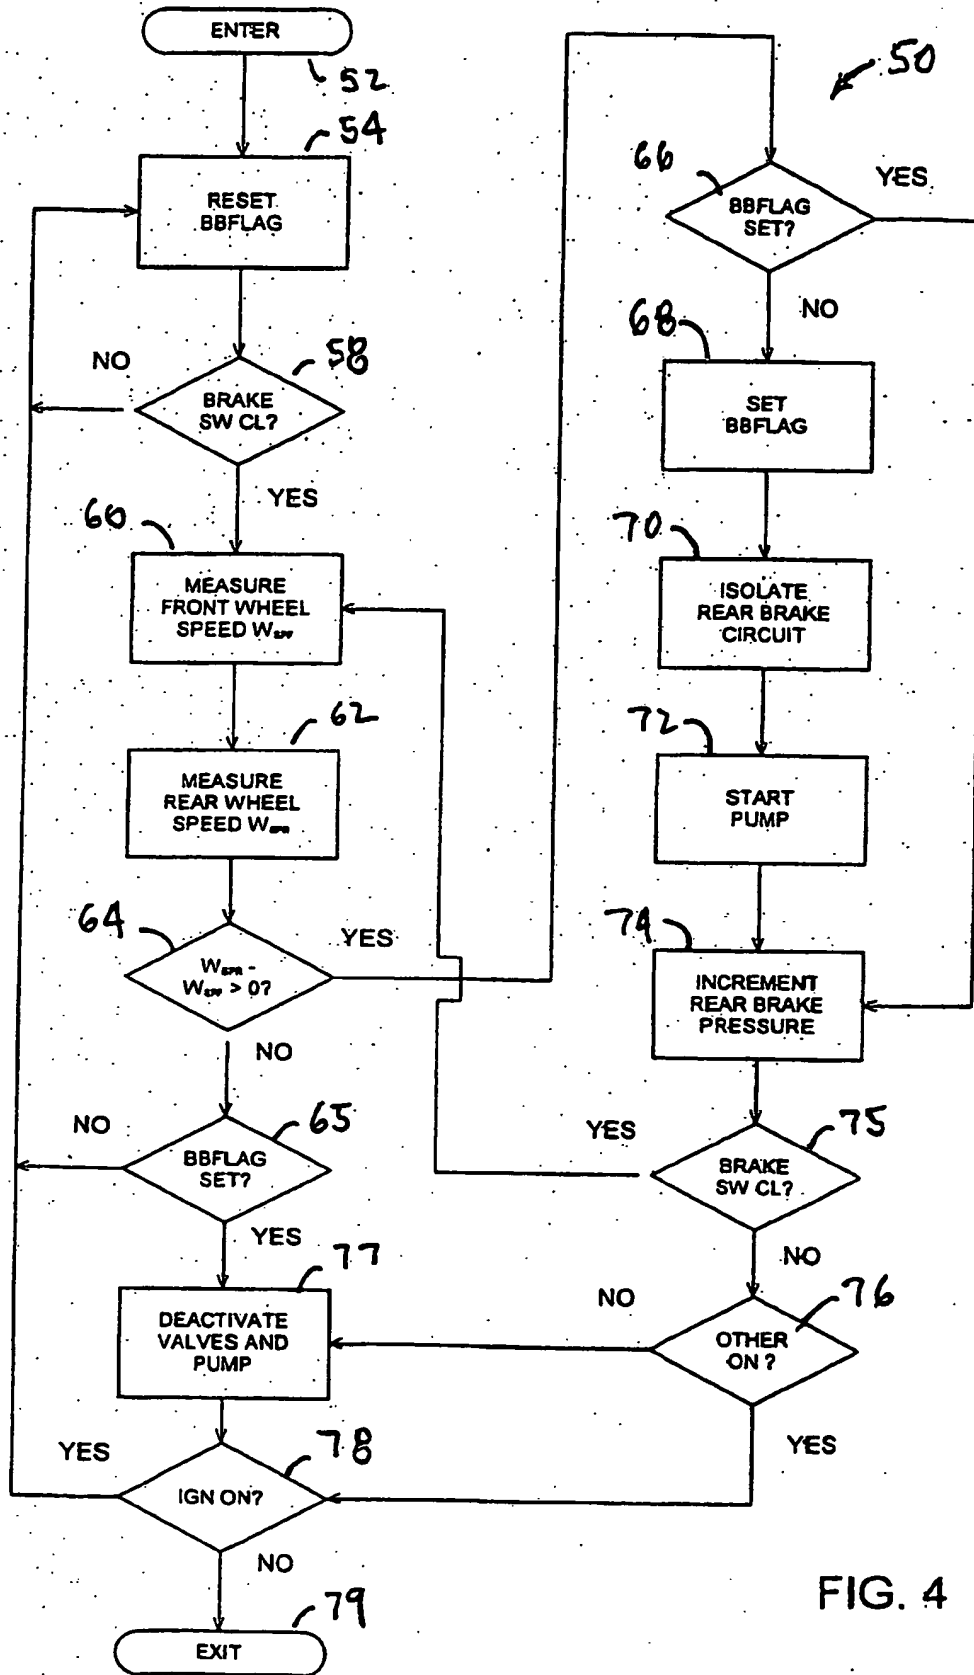 ENTER
52
50
54
RESET
BBFLAG
66
BBFLAG
SET?
YES
NO
NO
58
BRAKE
SW CL?
YES
68
SET
BBFLAG
60
MEASURE
FRONT WHEEL
SPEED W
70
ISOLATE
REAR BRAKE
CIRCUIT
62
MEASURE
REAR WHEEL
SPEED W
72
START
PUMP
64
W -
W > 0?
YES
NO
74
INCREMENT
REAR BRAKE
PRESSURE
NO
65
BBFLAG
SET?
YES
YES
75
BRAKE
SW CL?
NO
77
DEACTIVATE
VALVES AND
PUMP
NO
76
OTHER
ON ?
YES
YES
78
IGN ON?
NO
79
EXIT
FIG. 4